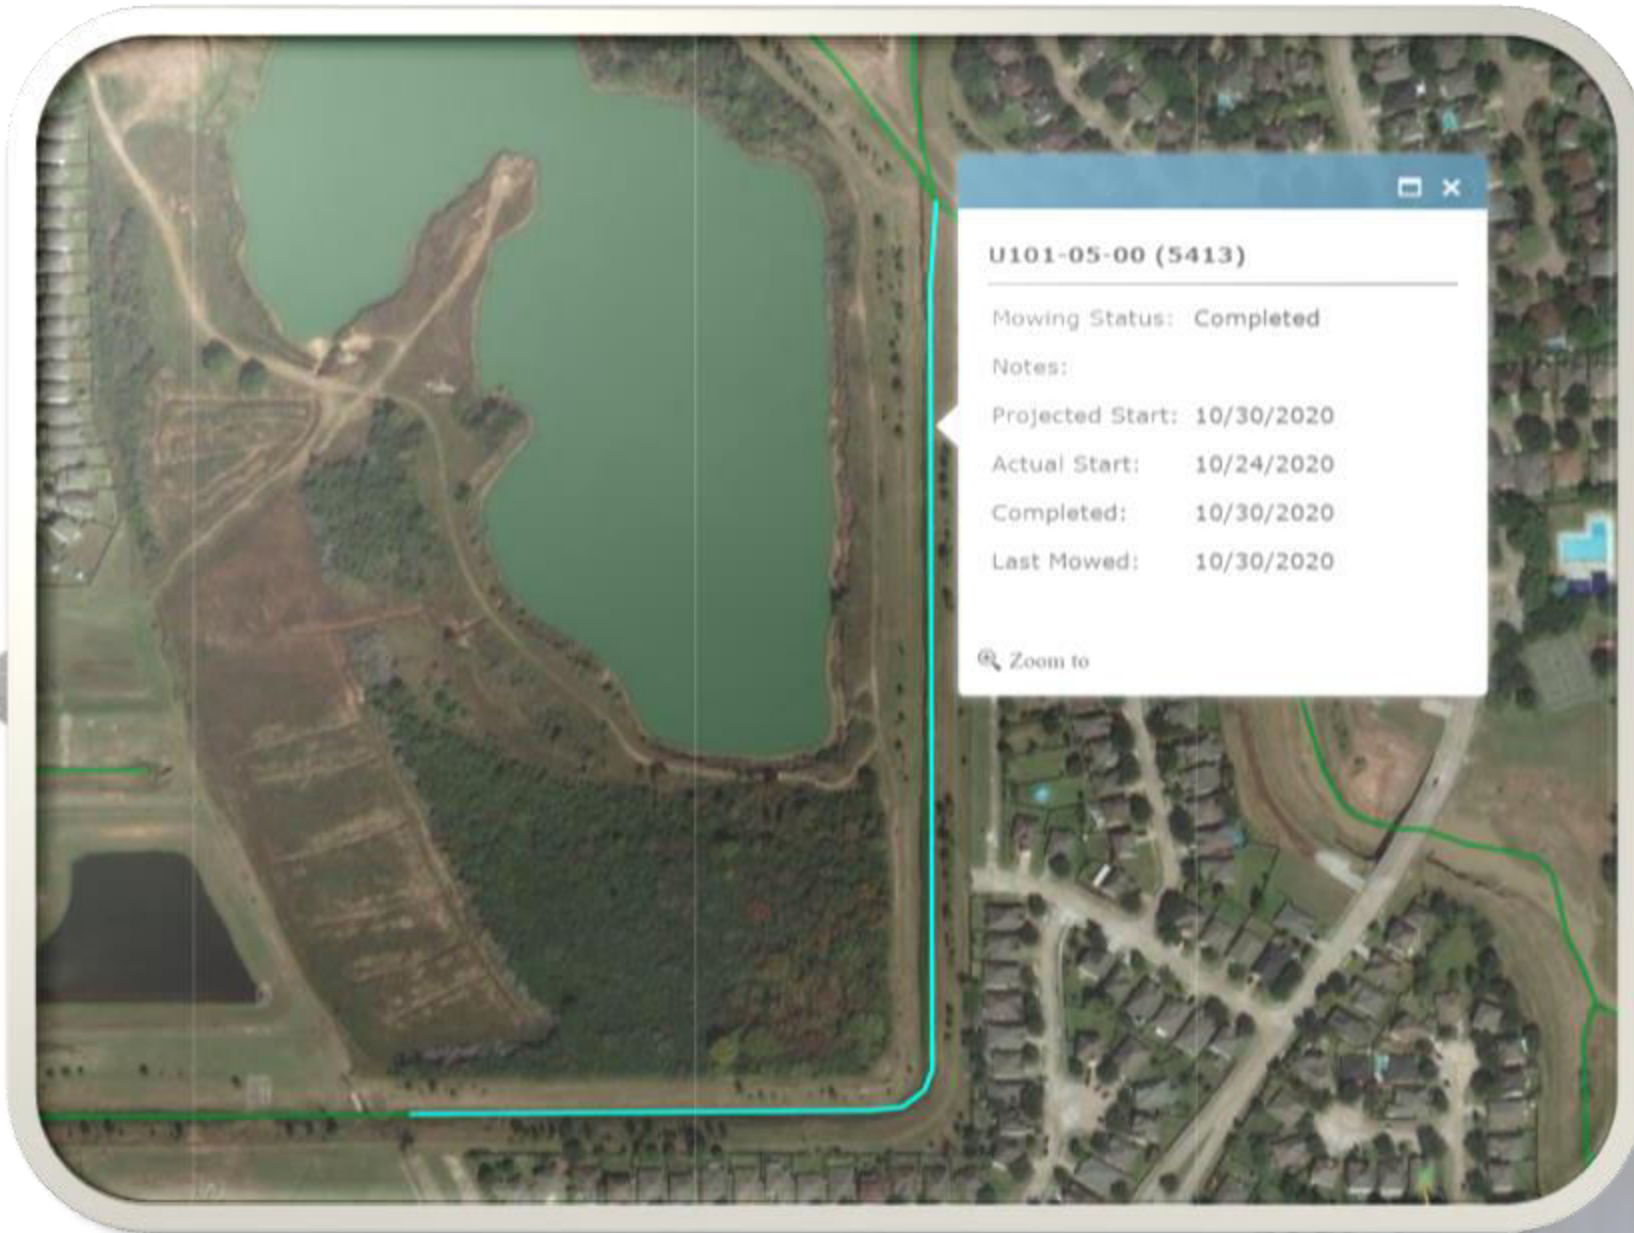 U101-05-00 (5413)
Mowing Status: Completed
Notes:
Projected Start: 10/30/2020
Actual Start: 10/24/2020
Completed: 10/30/2020
Last Mowed: 10/30/2020
Zoom to